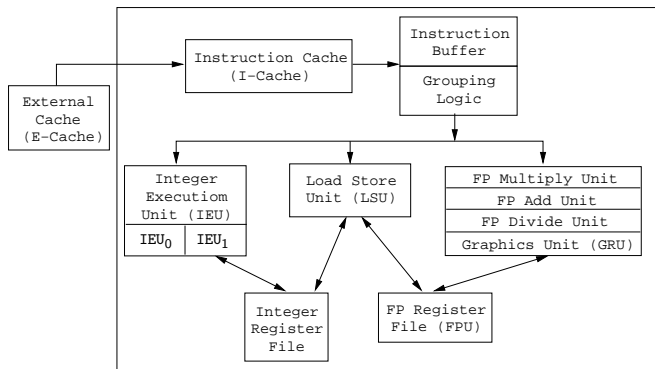 Instruction
Buffer
Instruction Cache
(I-Cache)
Grouping
Logic
External
Cache
(E-Cache)
Integer
Executiom
Unit (IEU)
IEU0 IEU1
Load Store
Unit (LSU)
FP Multiply Unit
FP Add Unit
FP Divide Unit
Graphics Unit (GRU)
Integer
Register
File
FP Register
File (FPU)